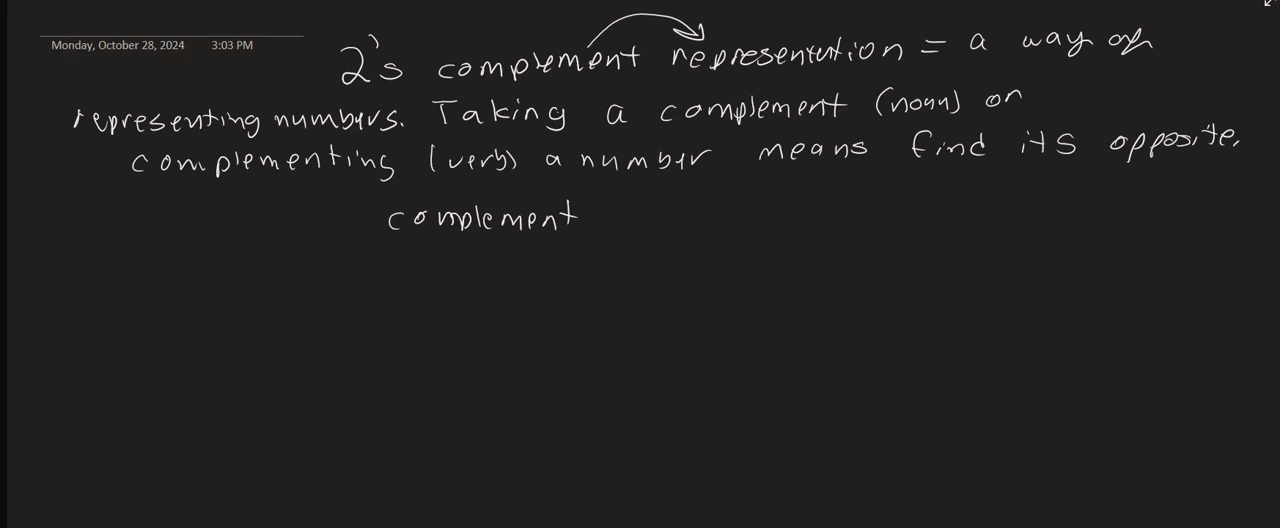 Monday, October 28, 2024 3:03 PM
2's complement representation = a way of
representing numbers. Taking a complement (noun) or
complementing (verb) a number means find its opposite.
complement